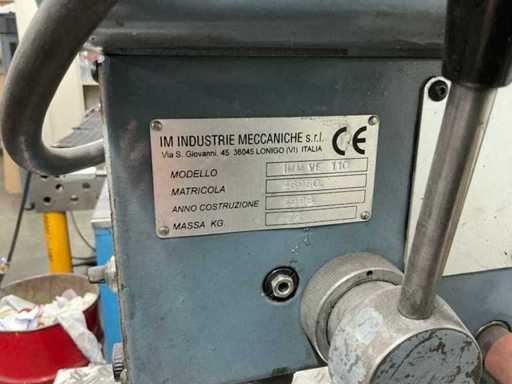 IM INDUSTRIE MECCANICHE s.r.l. CE
Via S. Giovanni, 45 36045 LONIGO (VI) ITALIA
MODELLO
MATRICOLA
ANNO COSTRUZIONE
MASSA KG.